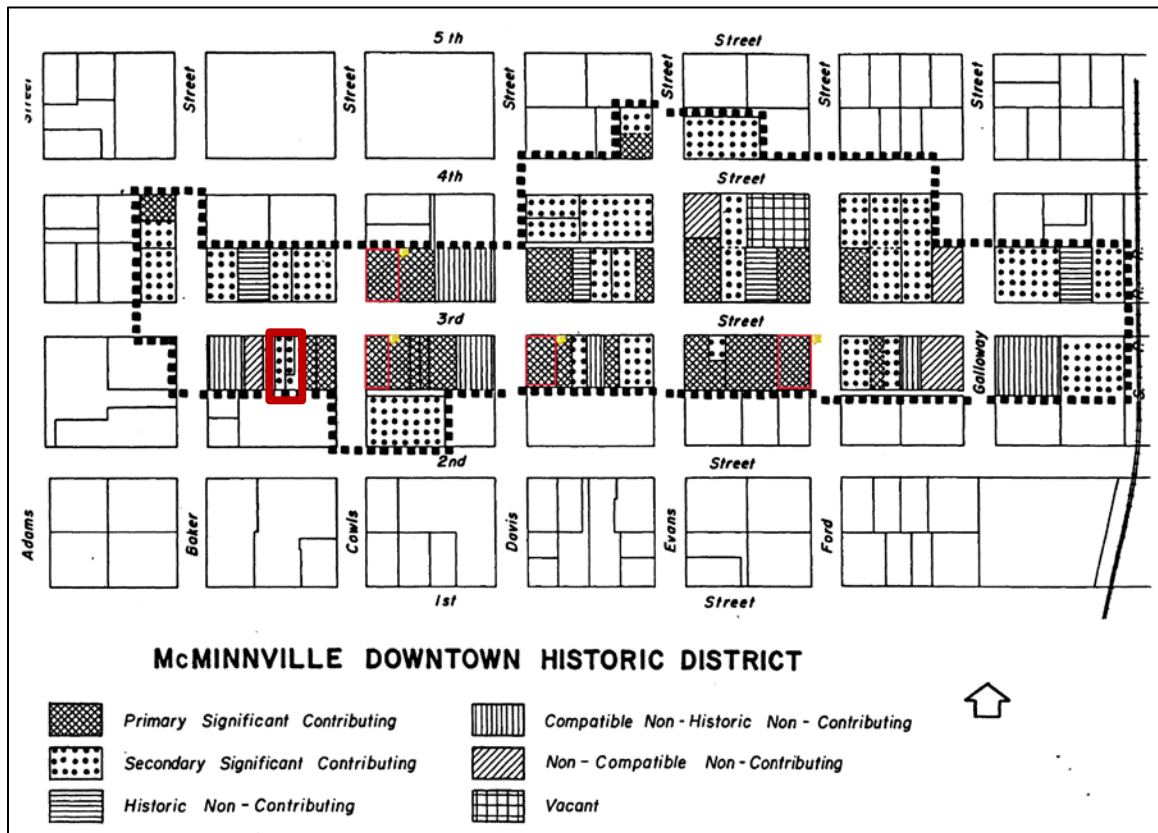 5th Street
Street
Street
Street
Street
Street
Street
Street
4th Street
3rd Street
Galloway
2nd Street
Adams
Baker
Cowls
Davis
Evans
Ford
1st Street
McMINNVILLE DOWNTOWN HISTORIC DISTRICT
Primary Significant Contributing
Compatible Non-Historic Non-Contributing
Secondary Significant Contributing
Non-Compatible Non-Contributing
Historic Non-Contributing
Vacant